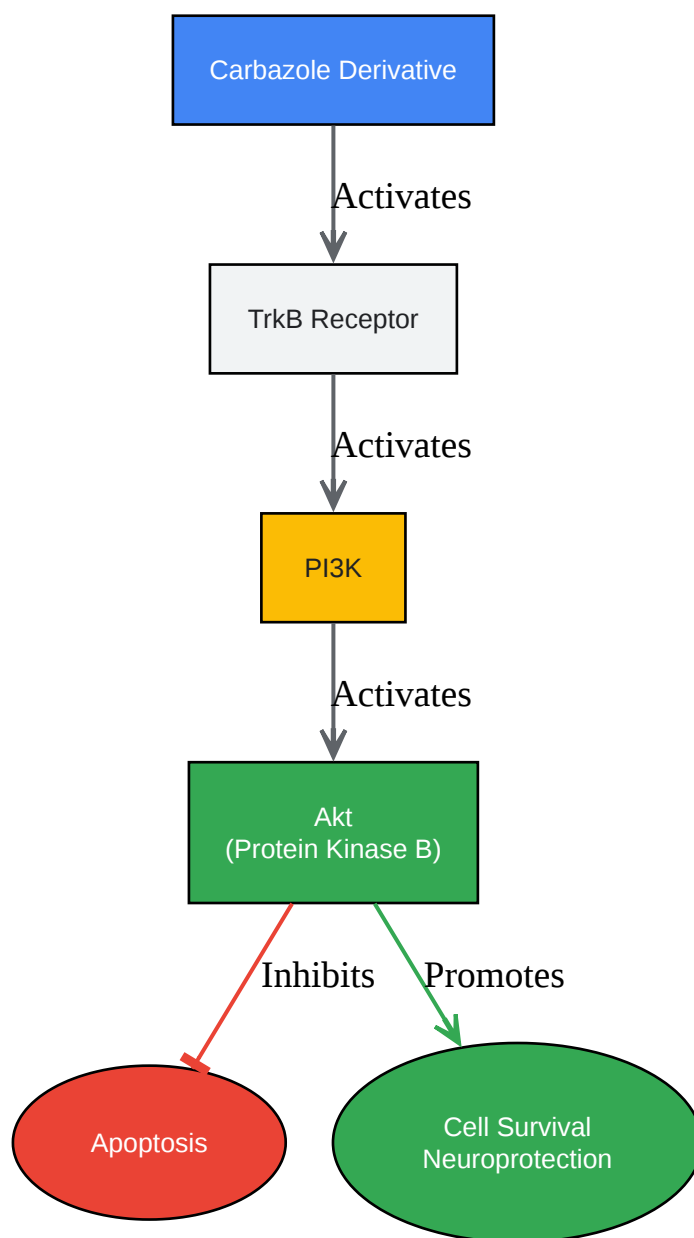 Carbazole Derivative
Activates
TrkB Receptor
Activates
PI3K
Activates
Akt
(Protein Kinase B)
Inhibits
Promotes
Apoptosis
Cell Survival
Neuroprotection